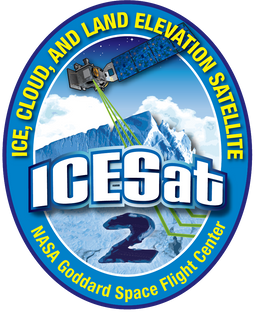 ICE, CLOUD, AND LAND ELEVATION SATELLITE
ICESat
2
NASA Goddard Space Flight Center